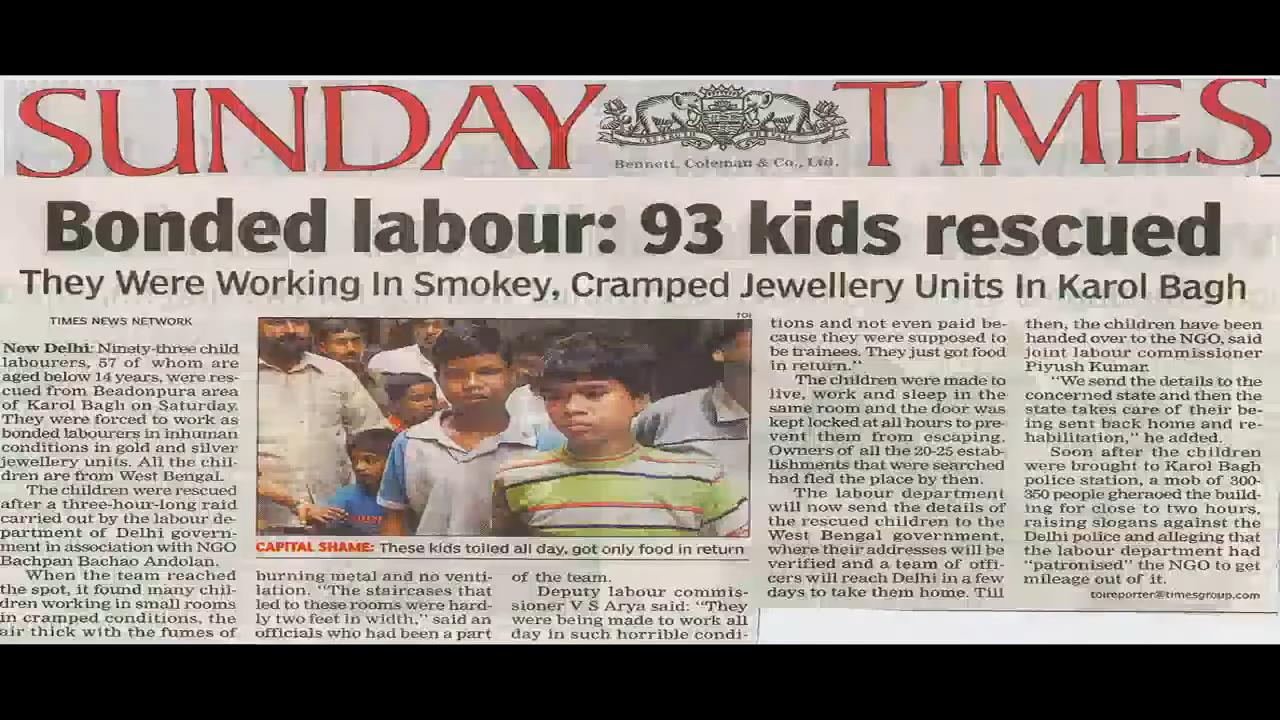 SUNDAY TIMES
Bennett, Coleman & Co., Ltd.
Bonded labour: 93 kids rescued
They Were Working In Smokey, Cramped Jewellery Units In Karol Bagh
TIMES NEWS NETWORK
New Delhi: Ninety-three child
labourers, 57 of whom are
aged below 14 years, were res-
cued from Beadonpura area
of Karol Bagh on Saturday.
They were forced to work as
bonded labourers in inhuman
conditions in gold and silver
jewellery units. All the chil-
dren are from West Bengal.
The children were rescued
after a three-hour-long raid
carried out by the labour de-
partment of Delhi govern-
ment in association with NGO
Bachpan Bachao Andolan.
When the team reached
the spot, it found many chil-
dren working in small rooms
in cramped conditions, the
air thick with the fumes of
TOI
CAPITAL SHAME: These kids toiled all day, got only food in return
burning metal and no venti-
lation. “The staircases that
led to these rooms were hard-
ly two feet in width,” said an
officials who had been a part
of the team.
Deputy labour commis-
sioner V S Arya said: “They
were being made to work all
day in such horrible condi-
tions and not even paid be-
cause they were supposed to
be trainees. They just got food
in return.”
The children were made to
live, work and sleep in the
same room and the door was
kept locked at all hours to pre-
vent them from escaping.
Owners of all the 20-25 estab-
lishments that were searched
had fled the place by then.
The labour department
will now send the details of
the rescued children to the
West Bengal government,
where their addresses will be
verified and a team of offi-
cers will reach Delhi in a few
days to take them home. Till
then, the children have been
handed over to the NGO, said
joint labour commissioner
Piyush Kumar.
“We send the details to the
concerned state and then the
state takes care of their be-
ing sent back home and re-
habilitation,” he added.
Soon after the children
were brought to Karol Bagh
police station, a mob of 300-
350 people gheraoed the build-
ing for close to two hours,
raising slogans against the
Delhi police and alleging that
the labour department had
“patronised” the NGO to get
mileage out of it.
toireporter@timesgroup.com